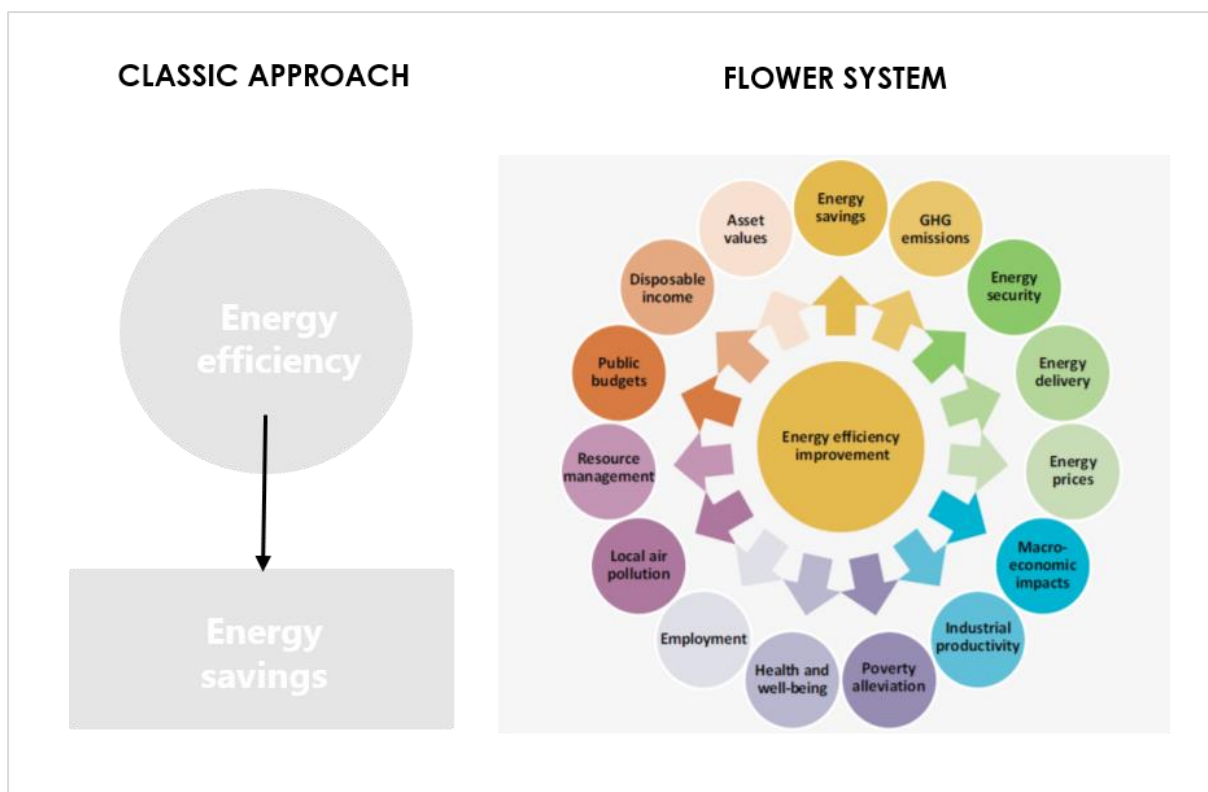 CLASSIC APPROACH
FLOWER SYSTEM
Energy
efficiency
Energy
savings
Energy
savings
GHG
emissions
Energy
security
Energy
delivery
Energy
prices
Macro-
economic
impacts
Industrial
productivity
Poverty
alleviation
Health and
well-being
Employment
Local air
pollution
Resource
management
Public
budgets
Disposable
income
Asset
values
Energy efficiency
improvement